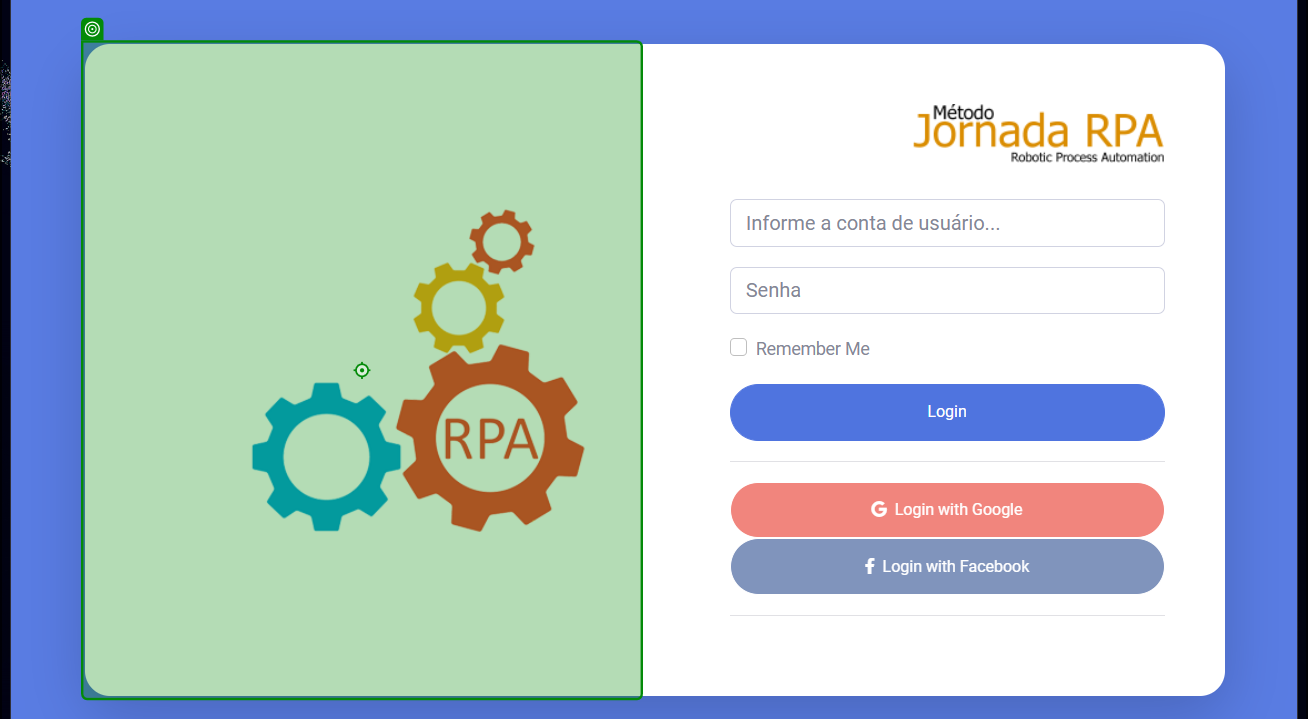 RPA
Método
Jornada RPA
Robotic Process Automation
Informe a conta de usuário...
Senha
Remember Me
Login
Login with Google
Login with Facebook